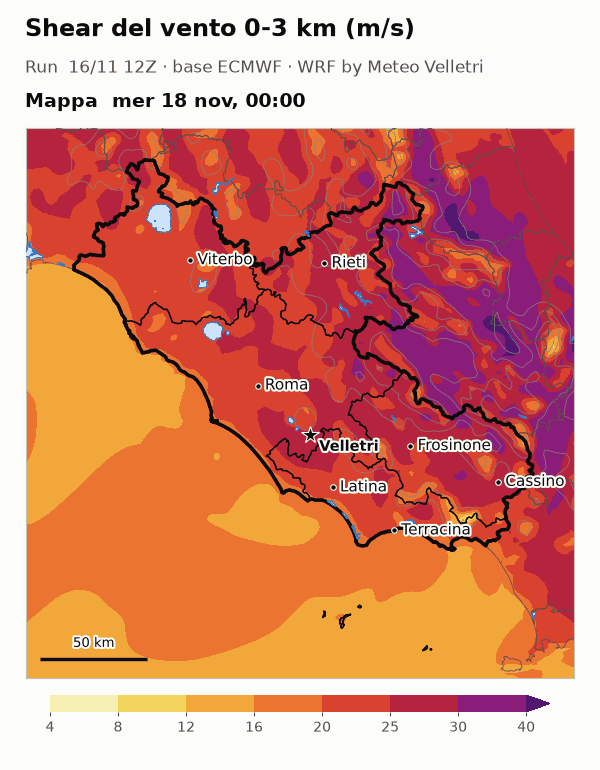 Shear del vento 0-3 km (m/s)
Run 16/11 12Z · base ECMWF · WRF by Meteo Velletri
Mappa mer 18 nov, 00:00
Viterbo
Rieti
Roma
Velletri
Frosinone
Latina
Cassino
Terracina
50 km
4 8 12 16 20 25 30 40